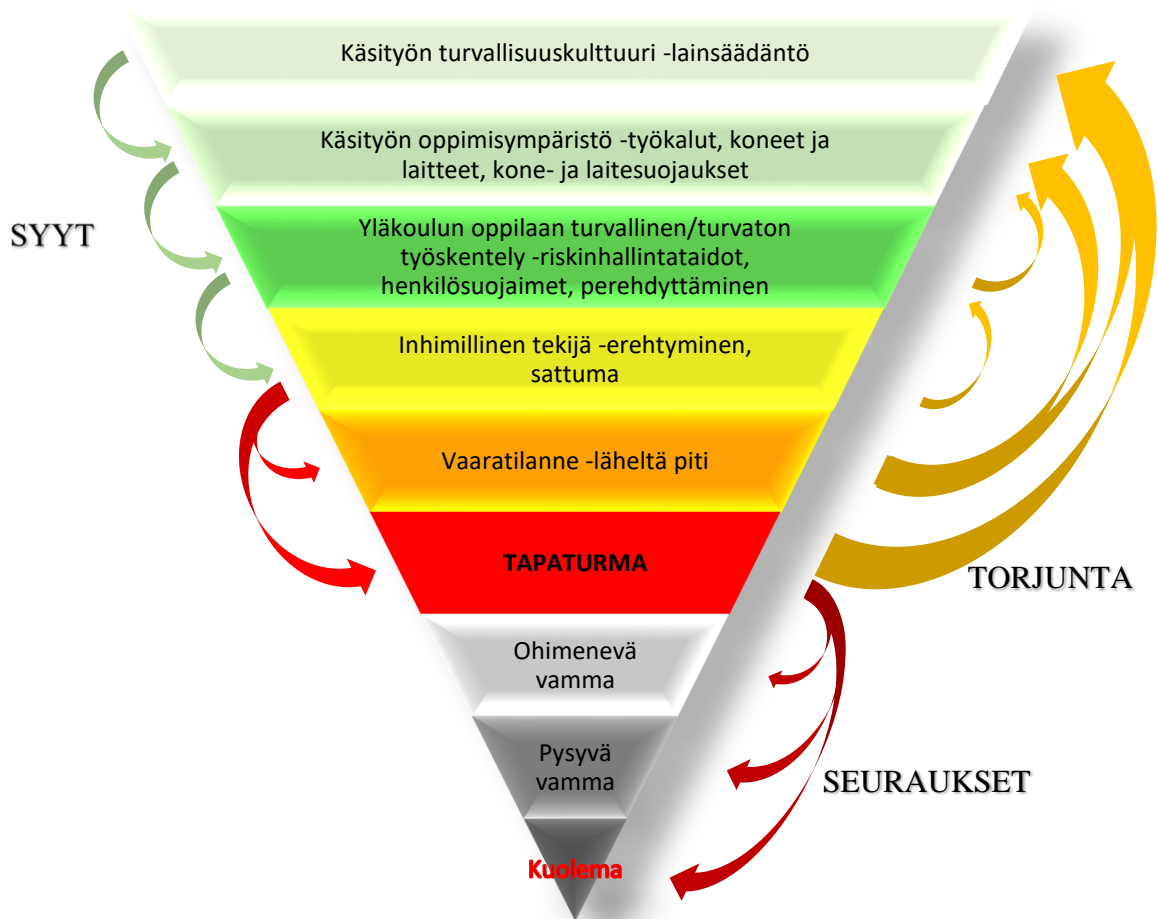 Käsityön turvallisuuskulttuuri -lainsäädäntö
Käsityön oppimisympäristö -työkalut, koneet ja
laitteet, kone- ja laitesuojaukset
SYYT
Yläkoulun oppilaan turvallinen/turvaton
työskentely -riskinhallintataidot,
henkilösuojaimet, perehdyttäminen
Inhimillinen tekijä -erehtyminen,
sattuma
Vaaratilanne -läheltä piti
TAPATURMA
TORJUNTA
Ohimenevä
vamma
Pysyvä
vamma
SEURAUKSET
Kuolema